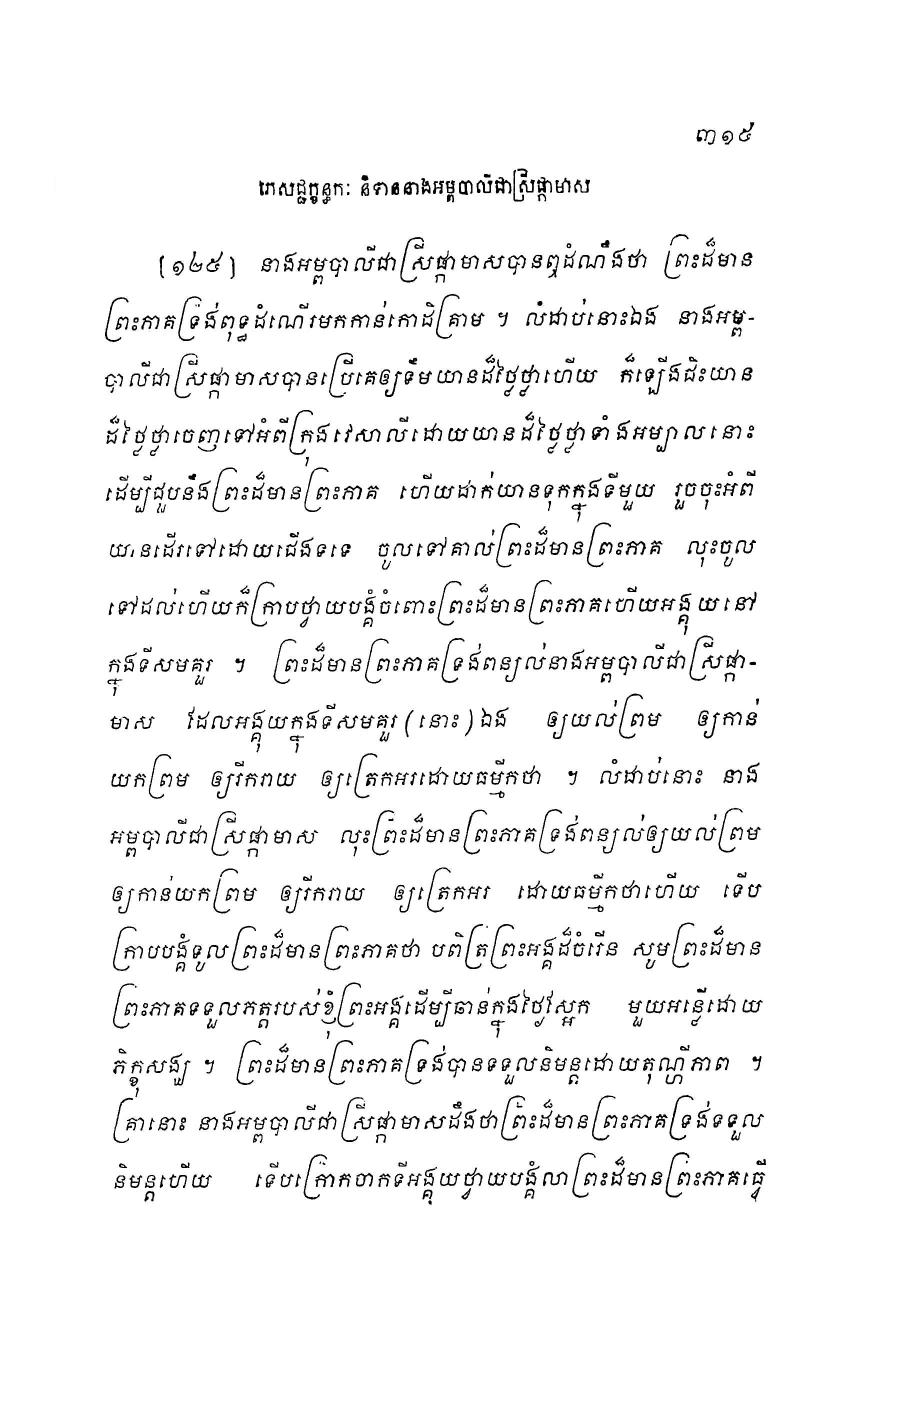 ៣១៥
ភេសជ្ជក្ខន្ធកៈ និទាននាងអម្ពបាលីជាស្រីផ្កាមាស
[១២៥] នាងអម្ពបាលីជាស្រីផ្កាមាសបានឮដំណឹងថា ព្រះដ៏មាន
ព្រះភាគទ្រង់ពុទ្ធដំណើរមកកាន់កោដិគ្រាម ។ លំដាប់នោះឯង នាងអម្ព-
បាលីជាស្រីផ្កាមាសបានប្រើគេឲ្យទឹមយានដ៏ថ្លៃថ្លាហើយ ក៏ឡើងជិះយាន
ដ៏ថ្លៃថ្លាចេញទៅអំពីក្រុងវេសាលីដោយយានដ៏ថ្លៃថ្លាទាំងអម្បាលនោះ
ដើម្បីជួបនឹងព្រះដ៏មានព្រះភាគ ហើយដាក់យានទុកក្នុងទីមួយ រួចចុះអំពី
យានដើរទៅដោយជើងទទេ ចូលទៅគាល់ព្រះដ៏មានព្រះភាគ លុះចូល
ទៅដល់ហើយក៏ក្រាបថ្វាយបង្គំចំពោះព្រះដ៏មានព្រះភាគហើយអង្គុយនៅ
ក្នុងទីសមគួរ ។ ព្រះដ៏មានព្រះភាគទ្រង់ពន្យល់នាងអម្ពបាលីជាស្រីផ្កា-
មាស ដែលអង្គុយក្នុងទីសមគួរ (នោះ) ឯង ឲ្យយល់ព្រម ឲ្យកាន់
យកព្រម ឲ្យរីករាយ ឲ្យត្រេកអរដោយធម្មីកថា ។ លំដាប់នោះ នាង
អម្ពបាលីជាស្រីផ្កាមាស លុះព្រះដ៏មានព្រះភាគទ្រង់ពន្យល់ឲ្យយល់ព្រម
ឲ្យកាន់យកព្រម ឲ្យរីករាយ ឲ្យត្រេកអរ ដោយធម្មីកថាហើយ ទើប
ក្រាបបង្គំទូលព្រះដ៏មានព្រះភាគថា បពិត្រព្រះអង្គដ៏ចំរើន សូមព្រះដ៏មាន
ព្រះភាគទទួលភត្តរបស់ខ្ញុំព្រះអង្គដើម្បីឆាន់ក្នុងថ្ងៃស្អែក មួយអន្លើដោយ
ភិក្ខុសង្ឃ ។ ព្រះដ៏មានព្រះភាគទ្រង់បានទទួលនិមន្តដោយតុណ្ហីភាព ។
គ្រានោះ នាងអម្ពបាលីជាស្រីផ្កាមាសដឹងថាព្រះដ៏មានព្រះភាគទ្រង់ទទួល
និមន្តហើយ ទើបក្រោកចាកទីអង្គុយថ្វាយបង្គំលាព្រះដ៏មានព្រះភាគធ្វើ